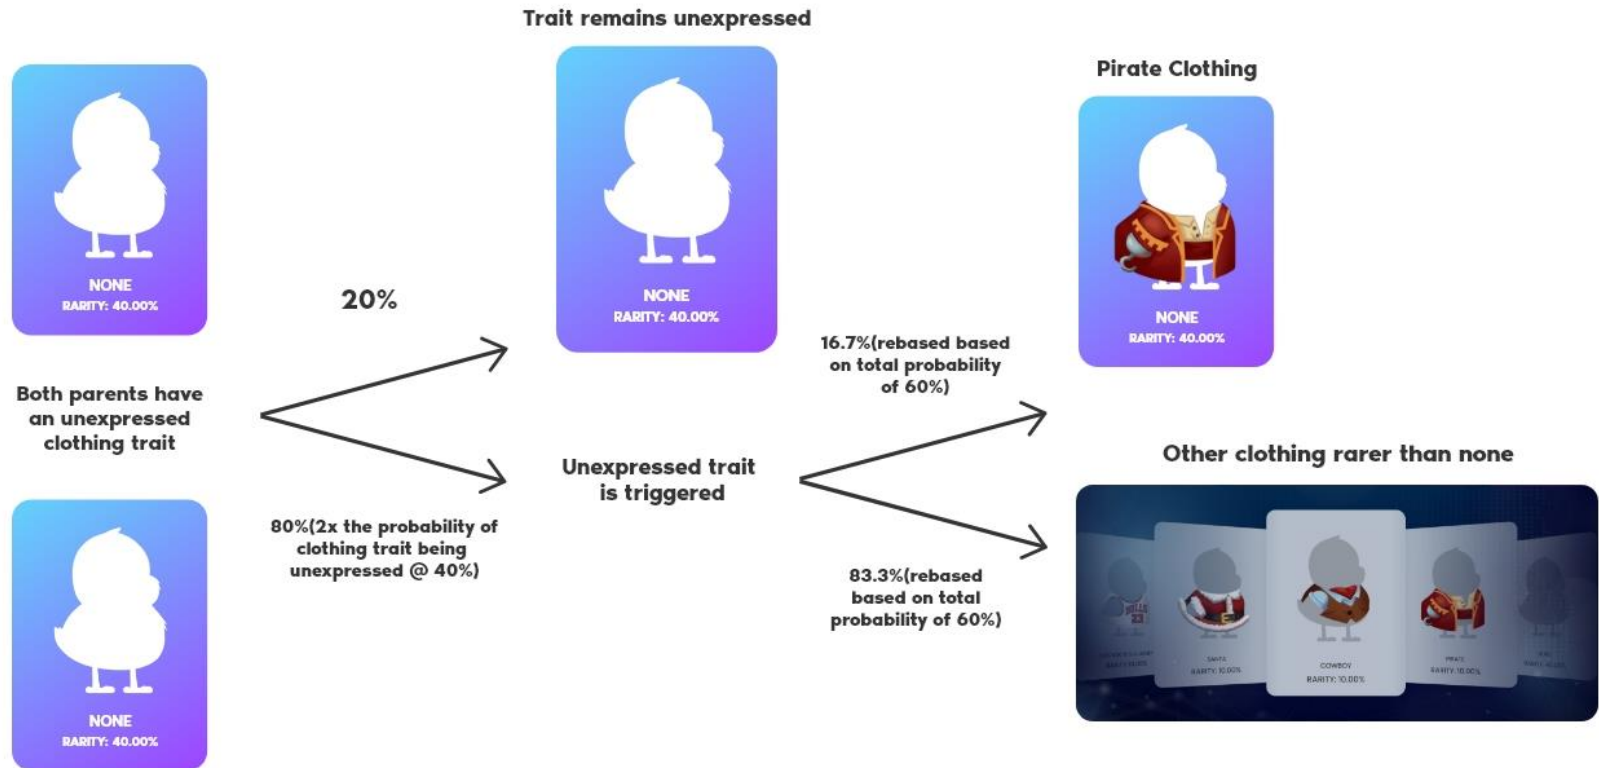 Trait remains unexpressed
NONE
RARITY: 40.00%
Both parents have
an unexpressed
clothing trait
NONE
RARITY: 40.00%
20%
80%(2x the probability of
clothing trait being
unexpressed @ 40%)
NONE
RARITY: 40.00%
Unexpressed trait
is triggered
16.7%(rebased based
on total probability
of 60%)
83.3%(rebased
based on total
probability of 60%)
Pirate Clothing
NONE
RARITY: 40.00%
Other clothing rarer than none
23
SANTA
RARITY: 10.00%
COWBOY
RARITY: 10.00%
PIRATE
RARITY: 10.00%